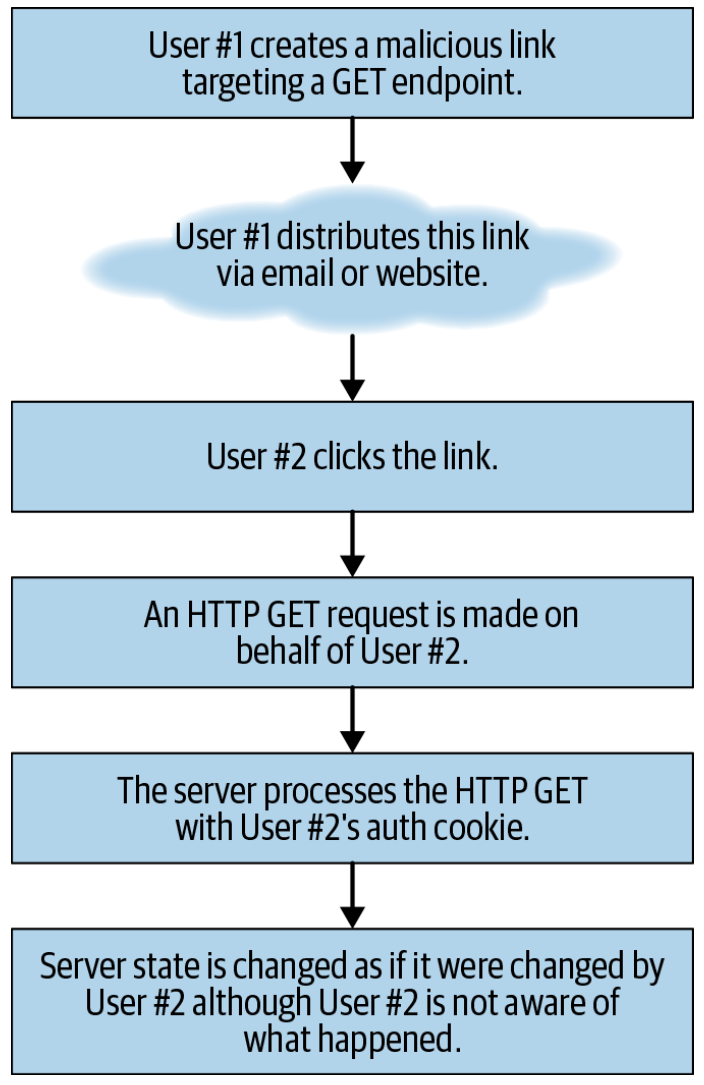 User #1 creates a malicious link
targeting a GET endpoint.
User #1 distributes this link
via email or website.
User #2 clicks the link.
An HTTP GET request is made on
behalf of User #2.
The server processes the HTTP GET
with User #2's auth cookie.
Server state is changed as if it were changed by
User #2 although User #2 is not aware of
what happened.